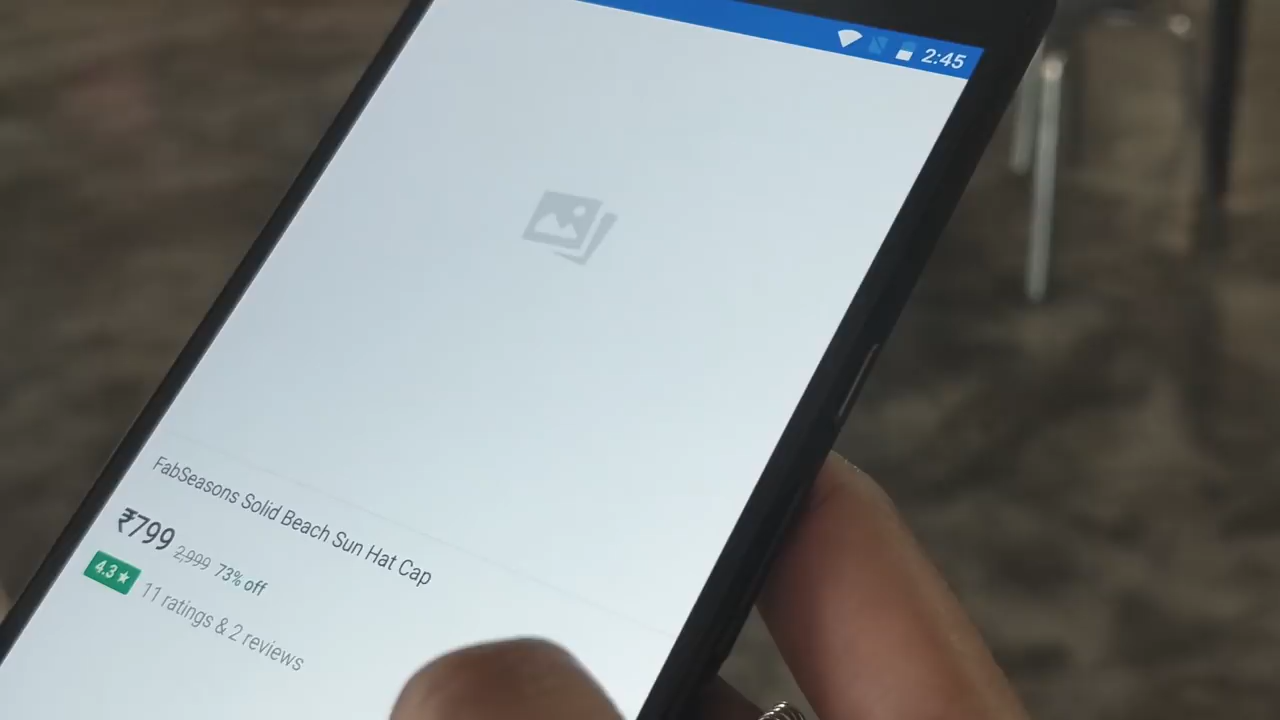 2:45
FabSeasons Solid Beach Sun Hat Cap
₹799 2,999 73% off
4.3★ 11 ratings & 2 reviews